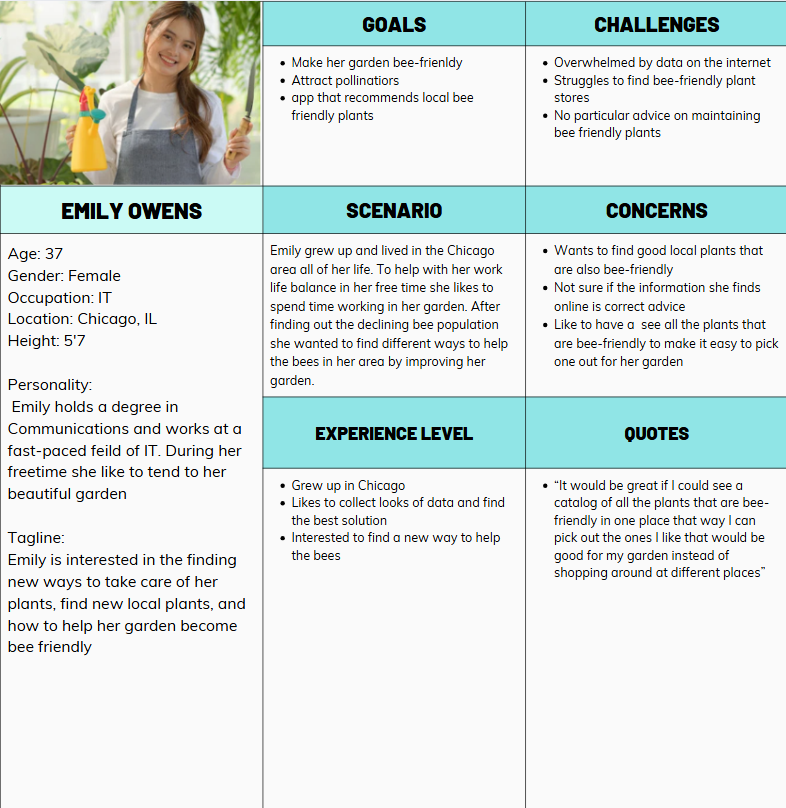 GOALS
Make her garden bee-frienldy
Attract pollinatiors
app that recommends local bee
friendly plants
CHALLENGES
Overwhelmed by data on the internet
Struggles to find bee-friendly plant
stores
No particular advice on maintaining
bee friendly plants
EMILY OWENS
Age: 37
Gender: Female
Occupation: IT
Location: Chicago, IL
Height: 5'7
Personality:
Emily holds a degree in
Communications and works at a
fast-paced feild of IT. During her
freetime she like to tend to her
beautiful garden
Tagline:
Emily is interested in the finding
new ways to take care of her
plants, find new local plants, and
how to help her garden become
bee friendly
SCENARIO
Emily grew up and lived in the Chicago
area all of her life. To help with her work
life balance in her free time she likes to
spend time working in her garden. After
finding out the declining bee population
she wanted to find different ways to help
the bees in her area by improving her
garden.
CONCERNS
Wants to find good local plants that
are also bee-friendly
Not sure if the information she finds
online is correct advice
Like to have a  see all the plants that
are bee-friendly to make it easy to pick
one out for her garden
EXPERIENCE LEVEL
Grew up in Chicago
Likes to collect looks of data and find
the best solution
Interested to find a new way to help
the bees
QUOTES
“It would be great if I could see a
catalog of all the plants that are bee-
friendly in one place that way I can
pick out the ones I like that would be
good for my garden instead of
shopping around at different places”